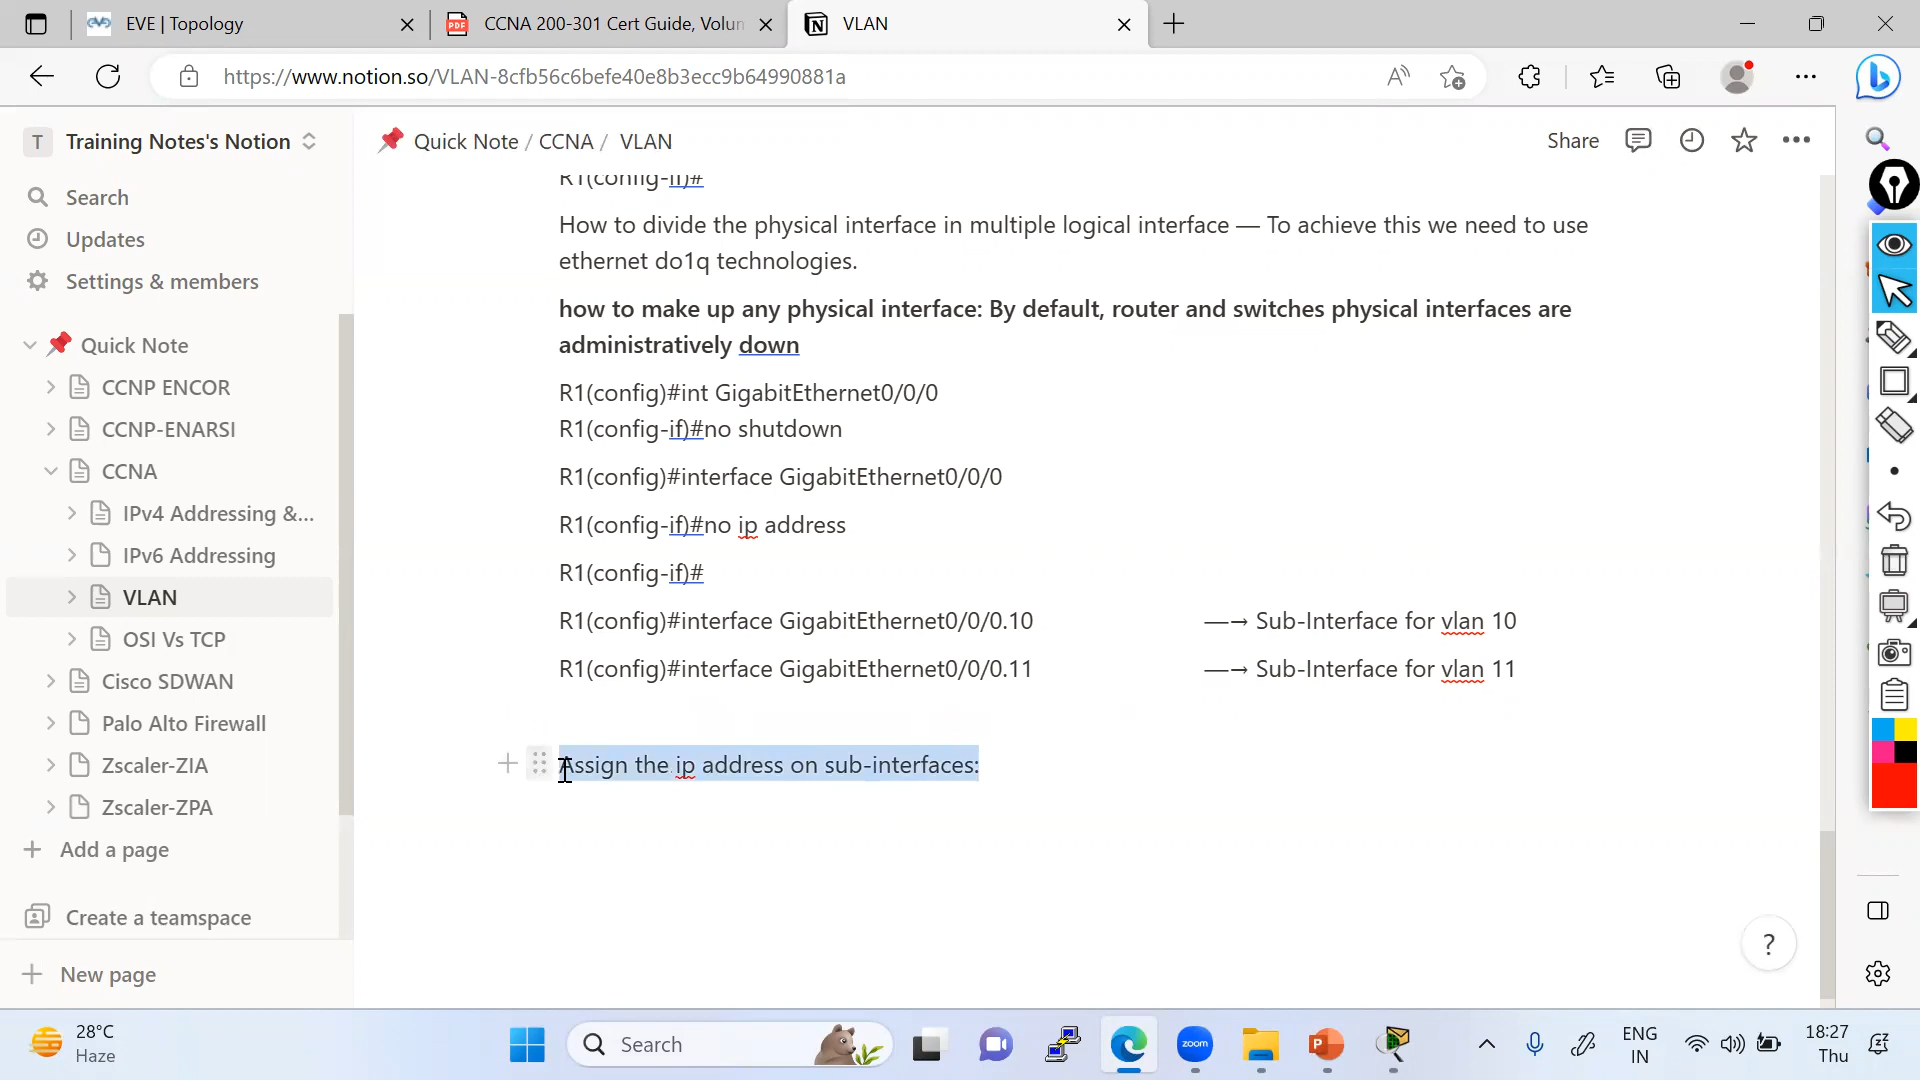 EVE | Topology
CCNA 200-301 Cert Guide, Volun
VLAN
https://www.notion.so/VLAN-8cfb56c6befe40e8b3ecc9b64990881a
T Training Notes's Notion
Quick Note / CCNA / VLAN
Share
Search
Updates
Settings & members
Quick Note
CCNP ENCOR
CCNP-ENARSI
CCNA
IPv4 Addressing &...
IPv6 Addressing
VLAN
OSI Vs TCP
Cisco SDWAN
Palo Alto Firewall
Zscaler-ZIA
Zscaler-ZPA
Add a page
Create a teamspace
New page
R1(config-if)#
How to divide the physical interface in multiple logical interface — To achieve this we need to use
ethernet do1q technologies.
how to make up any physical interface: By default, router and switches physical interfaces are
administratively down
R1(config)#int GigabitEthernet0/0/0
R1(config-if)#no shutdown
R1(config)#interface GigabitEthernet0/0/0
R1(config-if)#no ip address
R1(config-if)#
R1(config)#interface GigabitEthernet0/0/0.10 —→ Sub-Interface for vlan 10
R1(config)#interface GigabitEthernet0/0/0.11 —→ Sub-Interface for vlan 11
Assign the ip address on sub-interfaces:
?
28°C
Haze
Search
zoom
ENG
IN
18:27
Thu